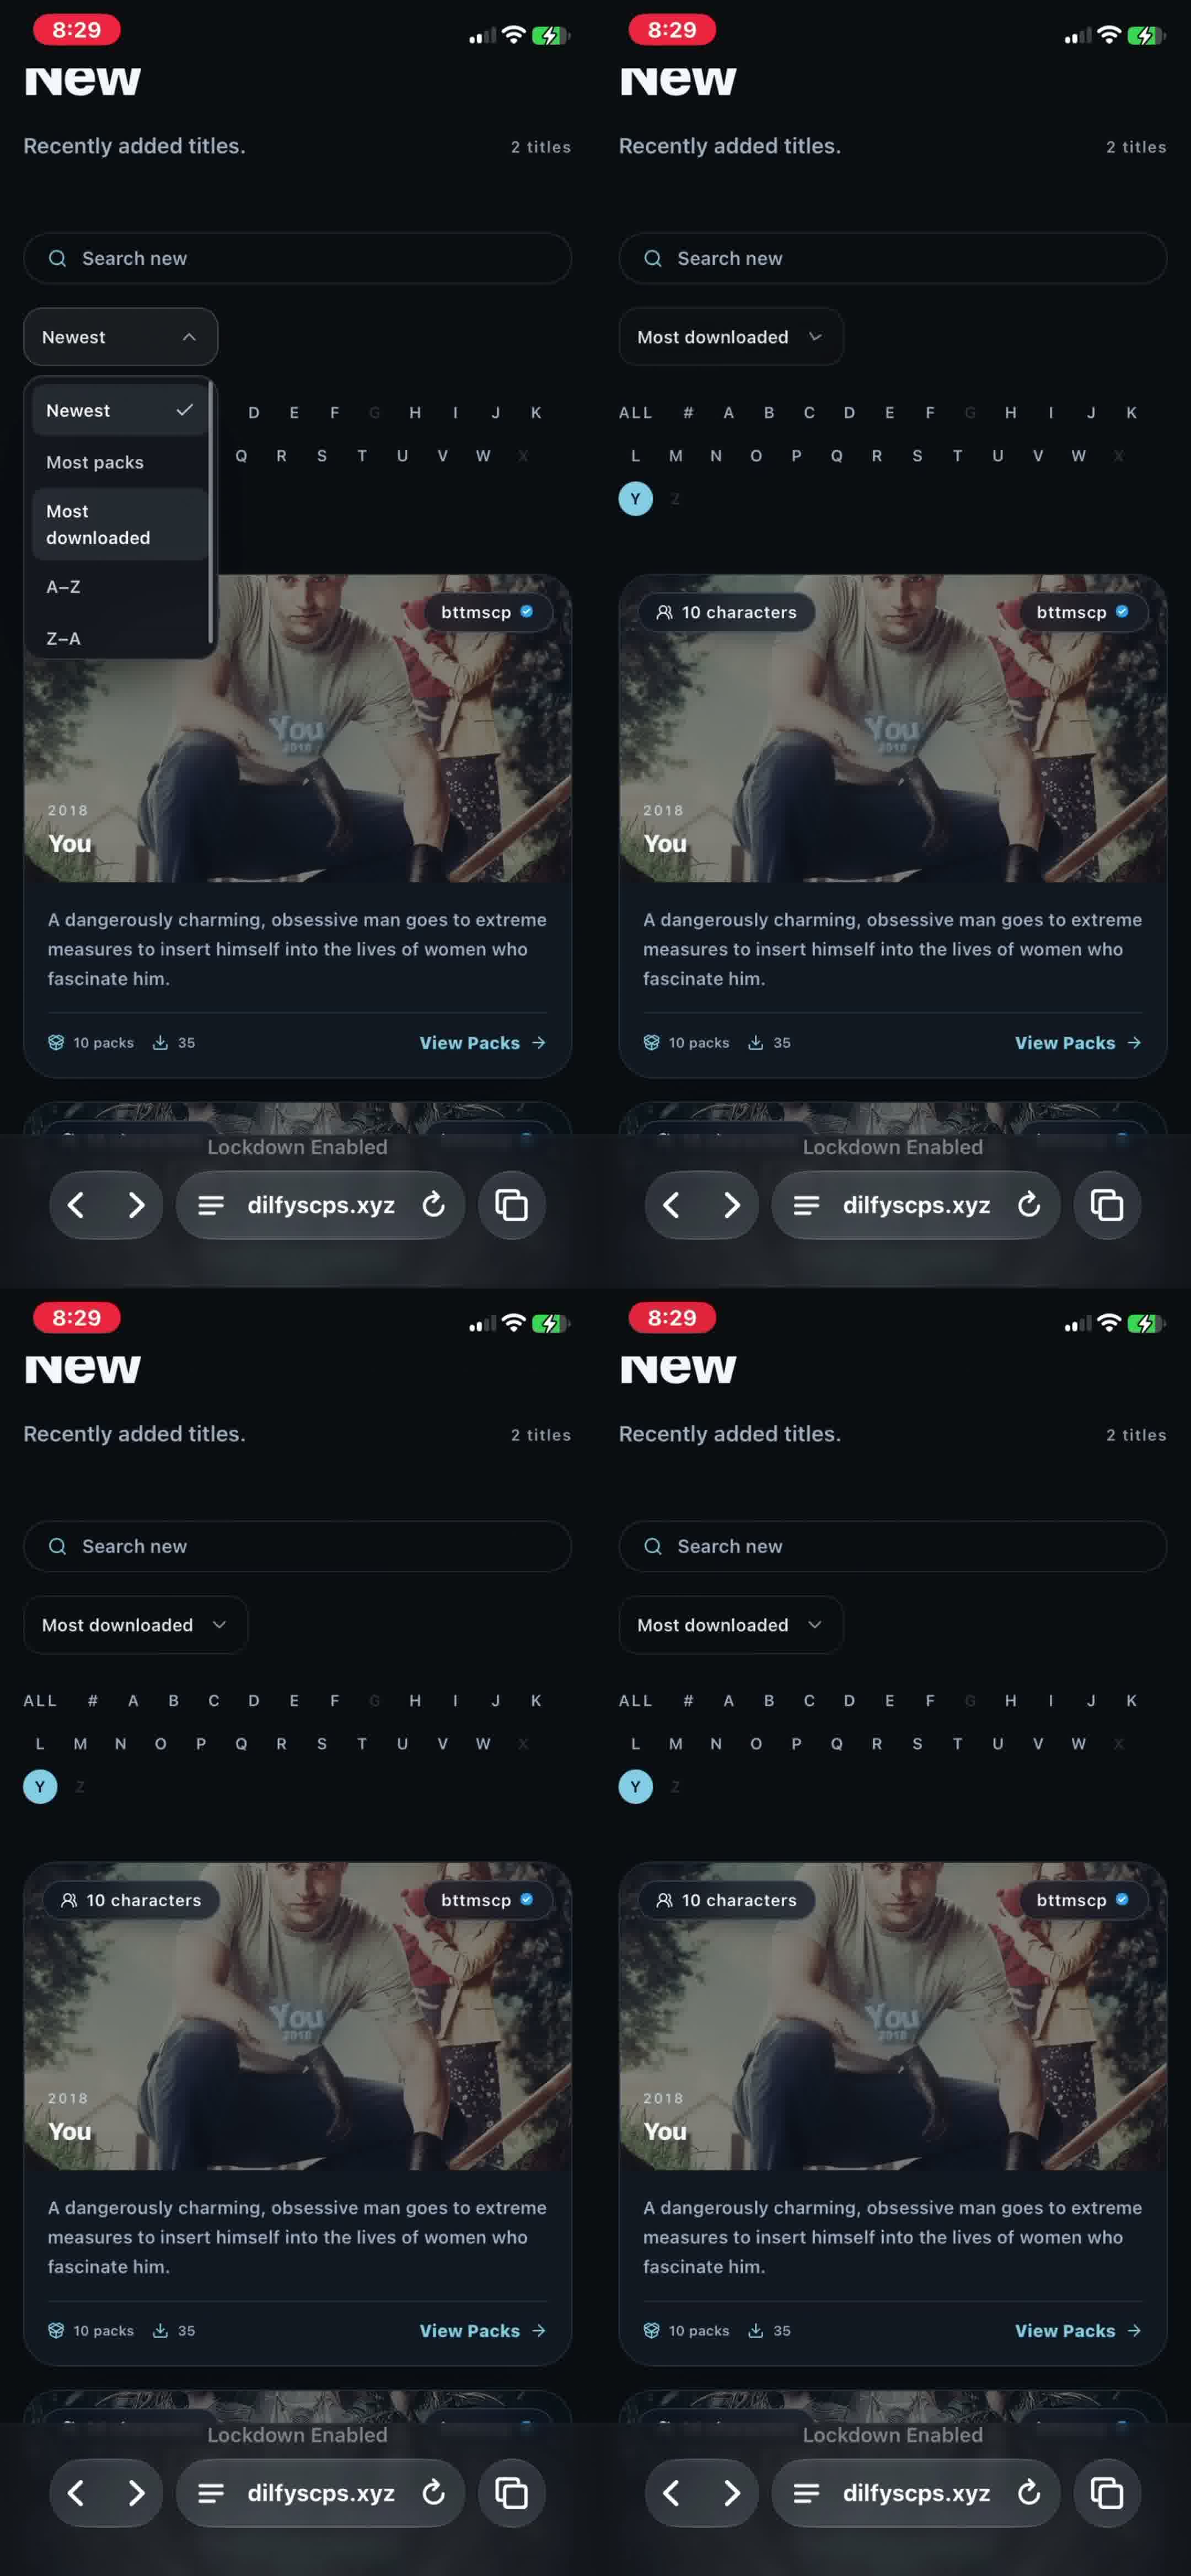 8:29
New
Recently added titles.
2 titles
Search new
Newest
Newest
Most packs
Most
downloaded
A–Z
Z–A
D E F G H I J K
Q R S T U V W X
bttmscp
You
2018
2018
You
A dangerously charming, obsessive man goes to extreme
measures to insert himself into the lives of women who
fascinate him.
10 packs 35 View Packs →
Lockdown Enabled
dilfyscps.xyz
8:29
New
Recently added titles.
2 titles
Search new
Most downloaded
ALL # A B C D E F G H I J K
L M N O P Q R S T U V W X
Y Z
10 characters
bttmscp
You
2018
2018
You
A dangerously charming, obsessive man goes to extreme
measures to insert himself into the lives of women who
fascinate him.
10 packs 35 View Packs →
Lockdown Enabled
dilfyscps.xyz
8:29
New
Recently added titles.
2 titles
Search new
Most downloaded
ALL # A B C D E F G H I J K
L M N O P Q R S T U V W X
Y Z
10 characters
bttmscp
You
2018
2018
You
A dangerously charming, obsessive man goes to extreme
measures to insert himself into the lives of women who
fascinate him.
10 packs 35 View Packs →
Lockdown Enabled
dilfyscps.xyz
8:29
New
Recently added titles.
2 titles
Search new
Most downloaded
ALL # A B C D E F G H I J K
L M N O P Q R S T U V W X
Y Z
10 characters
bttmscp
You
2018
2018
You
A dangerously charming, obsessive man goes to extreme
measures to insert himself into the lives of women who
fascinate him.
10 packs 35 View Packs →
Lockdown Enabled
dilfyscps.xyz